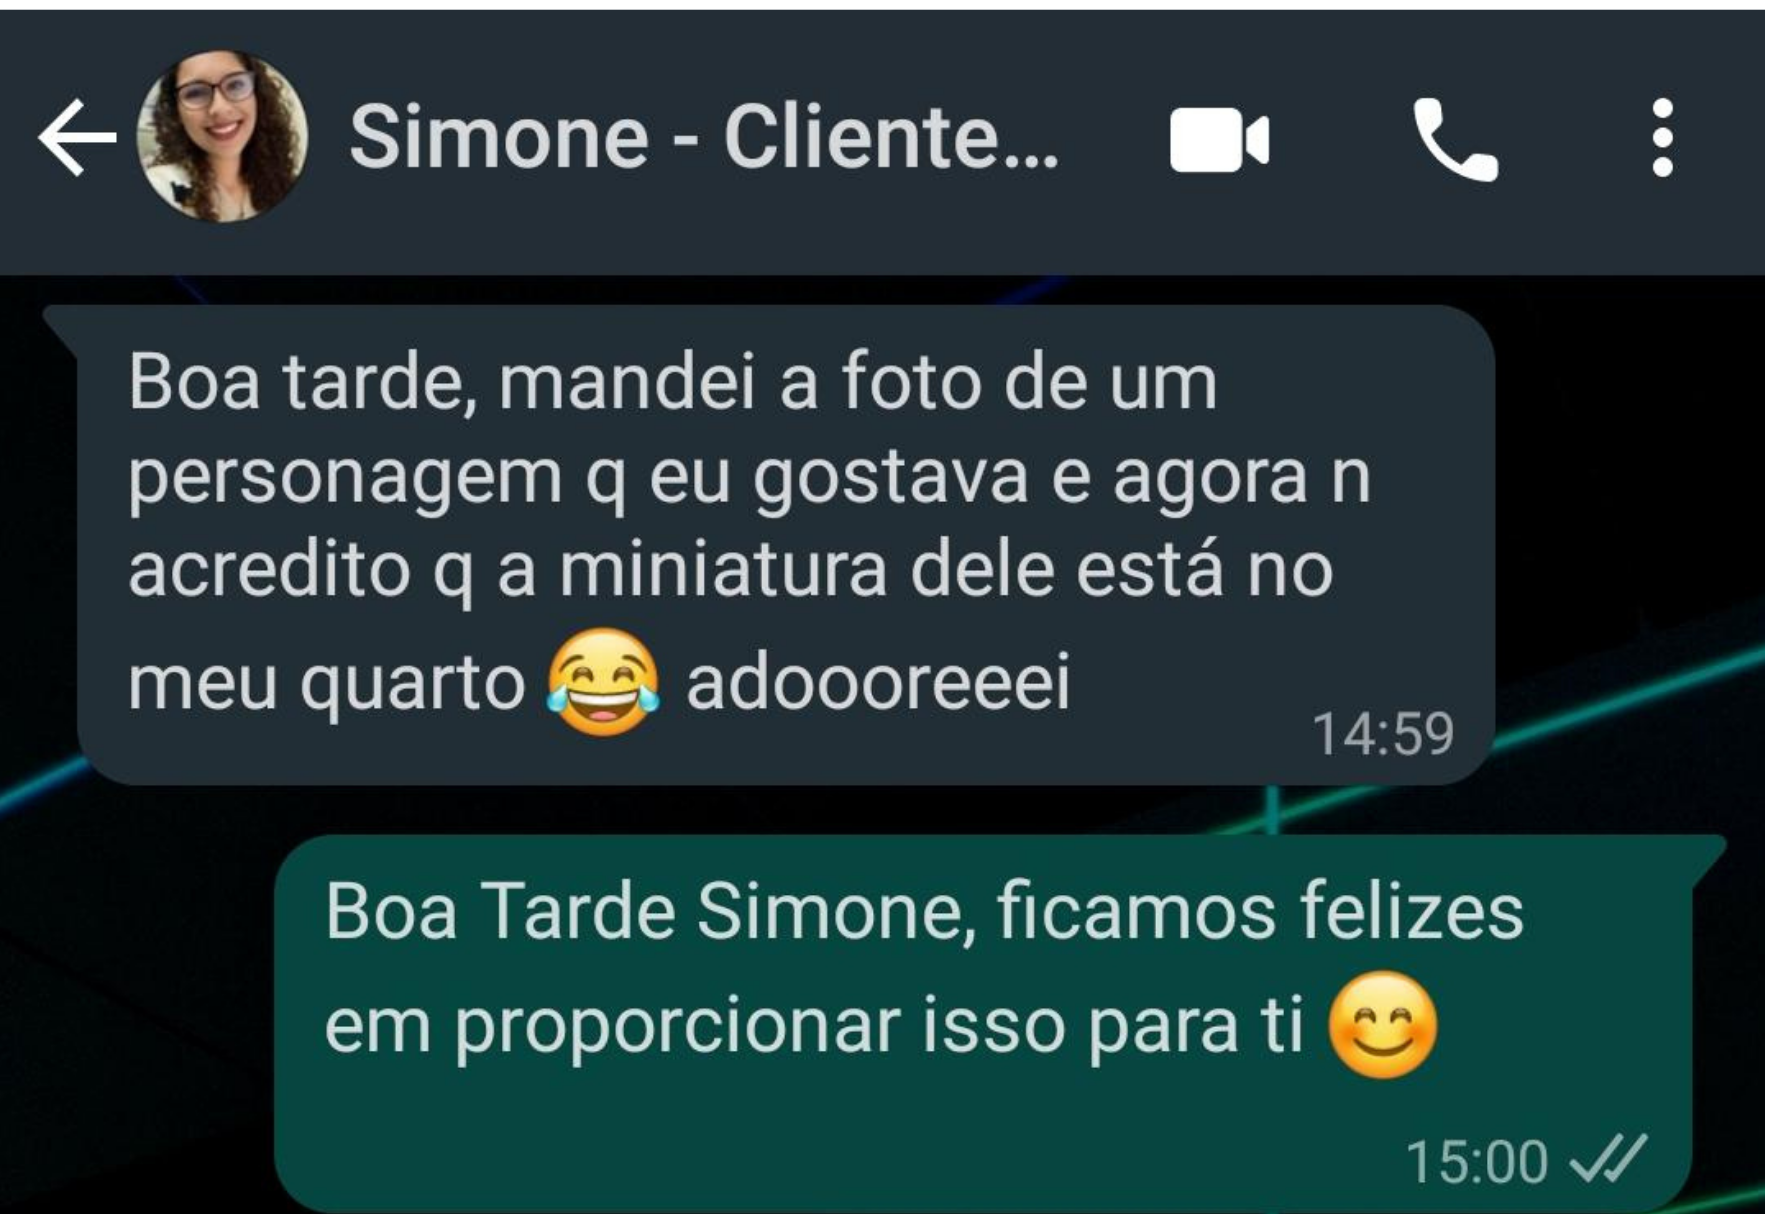 Simone - Cliente...
Boa tarde, mandei a foto de um
personagem q eu gostava e agora n
acredito q a miniatura dele está no
meu quarto 😂 adoooreeei
14:59
Boa Tarde Simone, ficamos felizes
em proporcionar isso para ti 😊
15:00